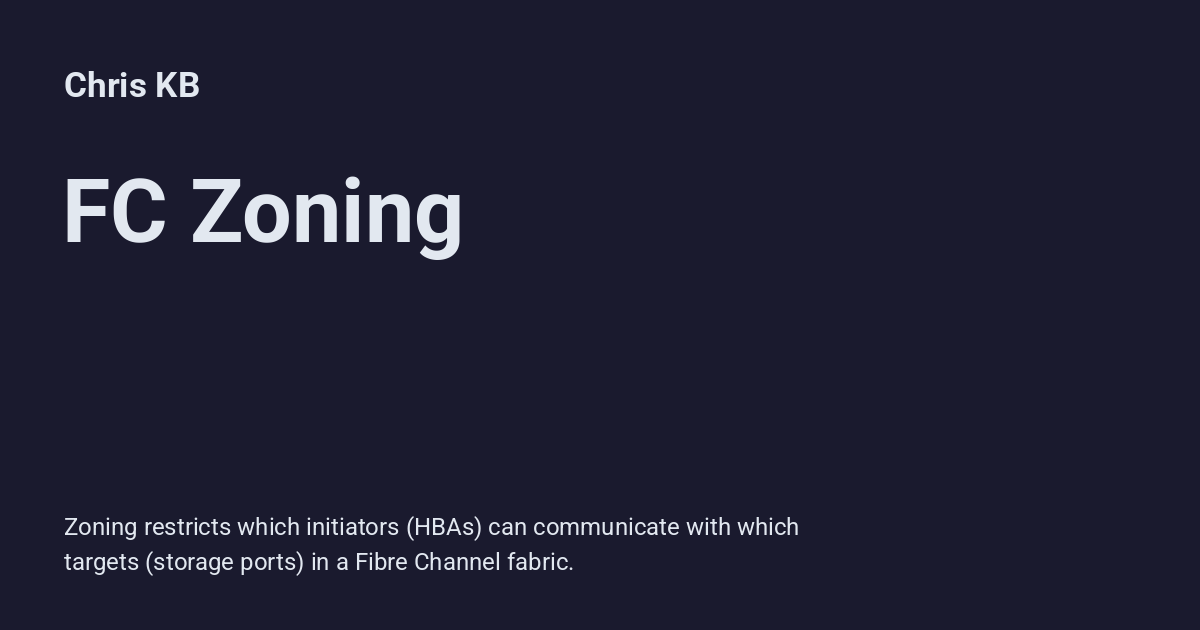 Chris KB
FC Zoning
Zoning restricts which initiators (HBAs) can communicate with which
targets (storage ports) in a Fibre Channel fabric.